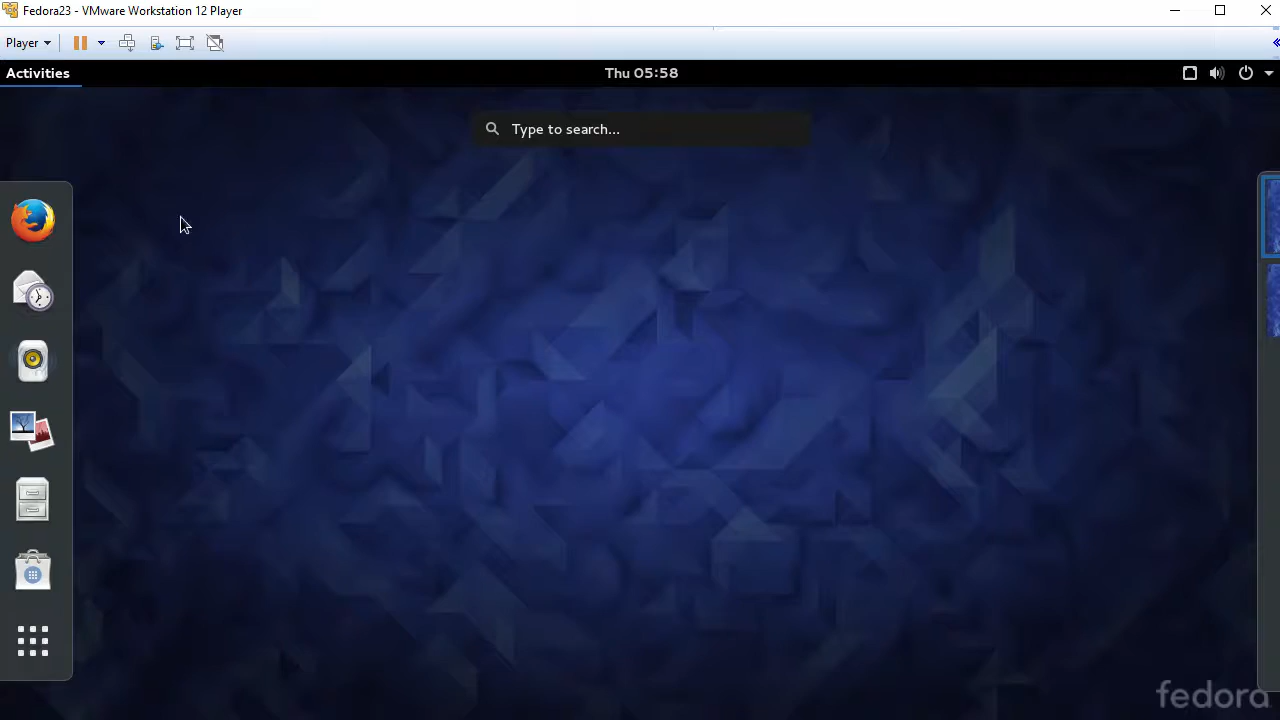 Fedora23 - VMware Workstation 12 Player
Player
Activities
Thu 05:58
Type to search...
fedora